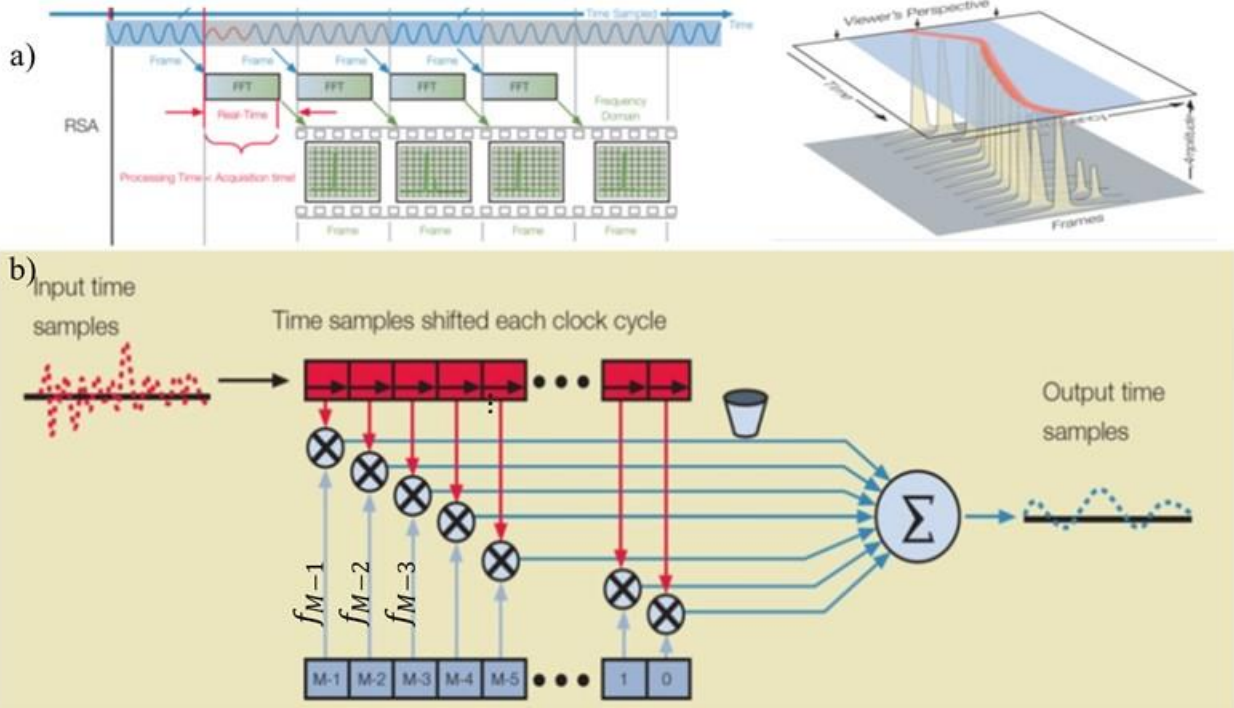 a)
Time Sampled
Time
Frame
Frame
Frame
Frame
FFT
FFT
FFT
FFT
Real-Time
Frequency
Domain
RSA
Processing Time < Acquisition time!
Frame
Frame
Frame
Frame
Viewer's Perspective
Time
Amplitude
Frames
b)
Input time
samples
Time samples shifted each clock cycle
Output time
samples
Σ
f_{M−1}
f_{M−2}
f_{M−3}
M-1 M-2 M-3 M-4 M-5 1 0